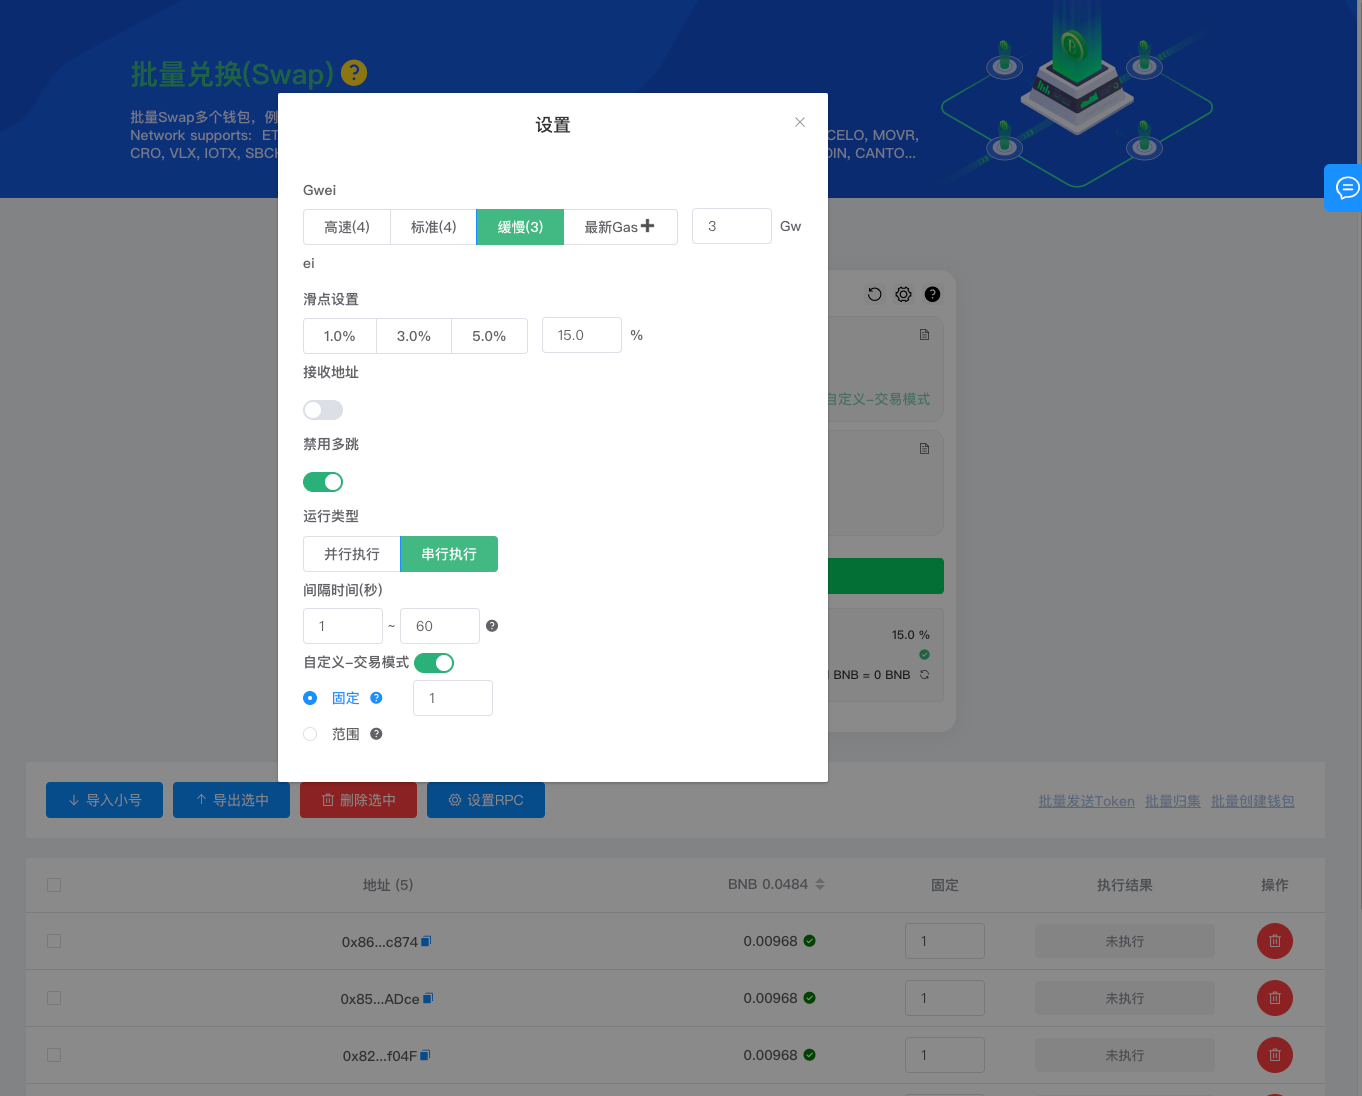 批量兑换(Swap)
批量Swap多个钱包，例
Network supports: ET
CELO, MOVR,
CRO, VLX, IOTX, SBCH
DIN, CANTO...
设置
Gwei
高速(4) 标准(4) 缓慢(3) 最新Gas 3 Gw
ei
滑点设置
1.0% 3.0% 5.0% 15.0 %
接收地址
禁用多跳
运行类型
并行执行 串行执行
间隔时间(秒)
1 ~ 60
自定义-交易模式
固定 1
范围
自定义-交易模式
15.0 %
BNB = 0 BNB
导入小号 导出选中 删除选中 设置RPC 批量发送Token 批量归集 批量创建钱包
地址 (5) BNB 0.0484 固定 执行结果 操作
0x86...c874 0.00968 1 未执行
0x85...ADce 0.00968 1 未执行
0x82...f04F 0.00968 1 未执行